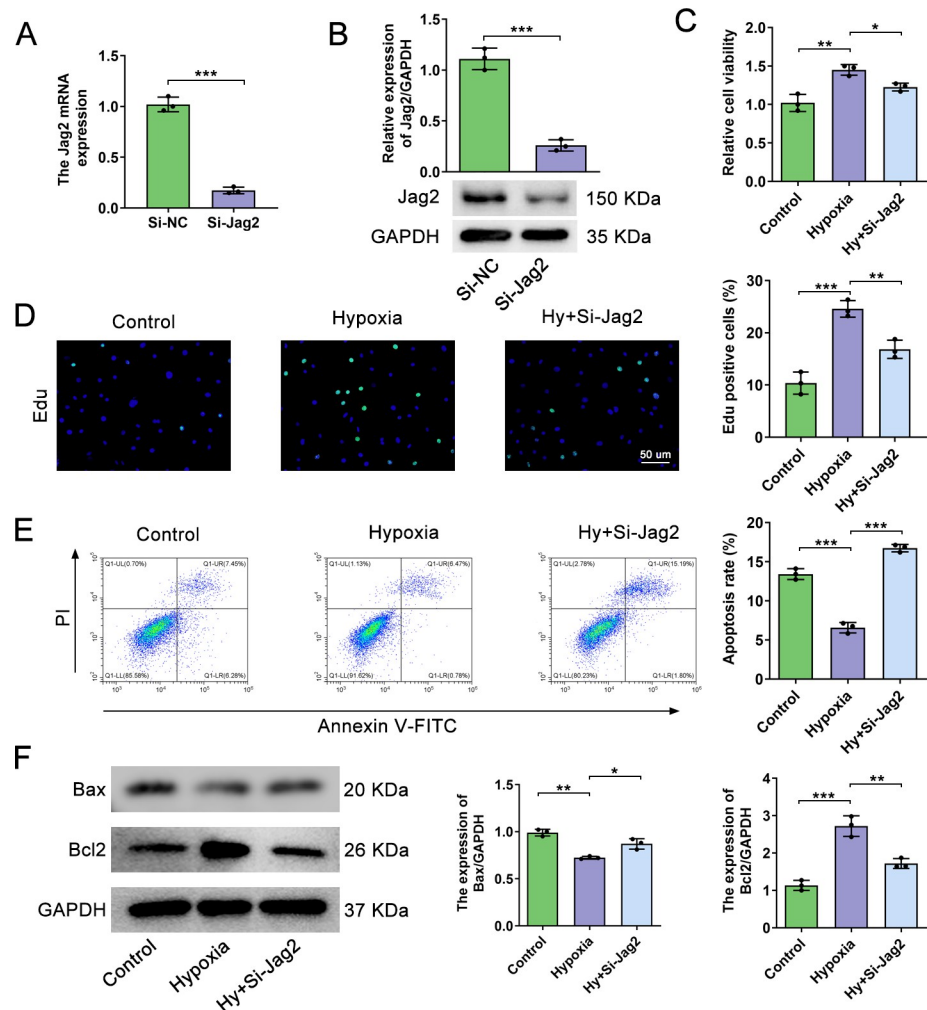 A
The Jag2 mRNA
expression
1.5
1.0
0.5
0.0
***
Si-NC
Si-Jag2
B
Relative expression
of Jag2/GAPDH
1.5
1.0
0.5
0.0
***
Jag2
150 KDa
GAPDH
35 KDa
Si-NC
Si-Jag2
C
Relative cell viability
2.0
1.5
1.0
0.5
0.0
**
*
Control
Hypoxia
Hy+Si-Jag2
D
Control
Hypoxia
Hy+Si-Jag2
Edu
50 um
Edu positive cells (%)
30
20
10
0
***
**
Control
Hypoxia
Hy+Si-Jag2
E
Control
Hypoxia
Hy+Si-Jag2
PI
Q1-UL(0.70%)
Q1-UR(7.45%)
Q1-LL(85.58%)
Q1-LR(6.28%)
Q1-UL(1.13%)
Q1-UR(6.47%)
Q1-LL(91.62%)
Q1-LR(0.78%)
Q1-UL(2.78%)
Q1-UR(15.19%)
Q1-LL(80.23%)
Q1-LR(1.80%)
Annexin V-FITC
Apoptosis rate (%)
20
15
10
5
0
***
***
Control
Hypoxia
Hy+Si-Jag2
F
Bax
20 KDa
Bcl2
26 KDa
GAPDH
37 KDa
Control
Hypoxia
Hy+Si-Jag2
The expression of
Bax/GAPDH
1.5
1.0
0.5
0.0
**
*
Control
Hypoxia
Hy+Si-Jag2
The expression of
Bcl2/GAPDH
4
3
2
1
0
***
**
Control
Hypoxia
Hy+Si-Jag2